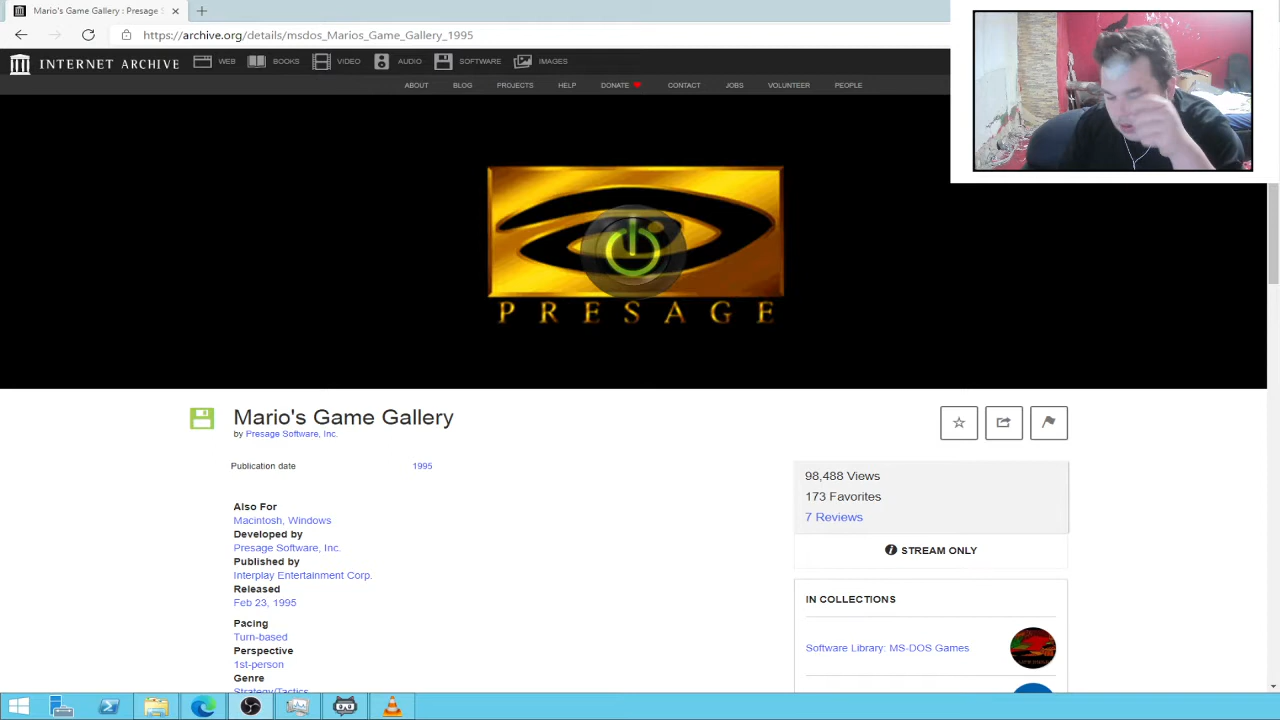 Mario's Game Gallery : Presage S
https://archive.org/details/msdos_Marios_Game_Gallery_1995
INTERNET ARCHIVE WEB BOOKS VIDEO AUDIO SOFTWARE IMAGES
ABOUT BLOG PROJECTS HELP DONATE CONTACT JOBS VOLUNTEER PEOPLE
PRESAGE
Mario's Game Gallery
by Presage Software, Inc.
Publication date 1995
Also For
Macintosh, Windows
Developed by
Presage Software, Inc.
Published by
Interplay Entertainment Corp.
Released
Feb 23, 1995
Pacing
Turn-based
Perspective
1st-person
Genre
Strategy/Tactics
98,488 Views
173 Favorites
7 Reviews
STREAM ONLY
IN COLLECTIONS
Software Library: MS-DOS Games